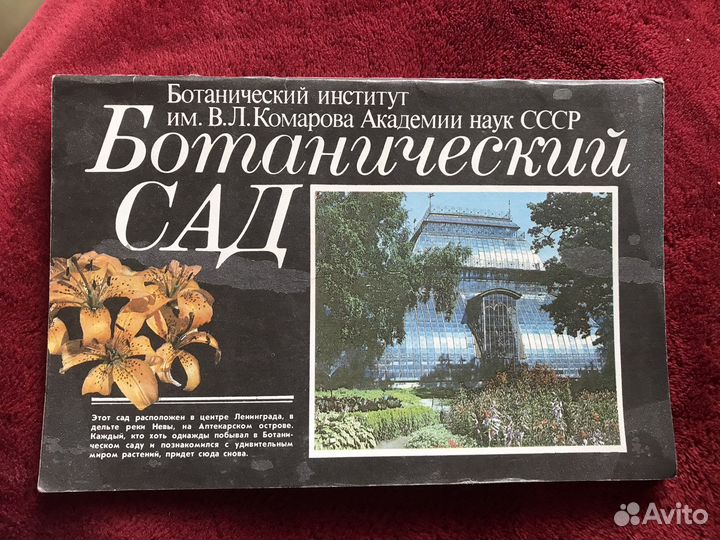 Ботанический институт
им. В.Л.Комарова Академии наук СССР
Ботанический
САД
Этот сад расположен в центре Ленинграда, в
дельте реки Невы, на Аптекарском острове.
Каждый, кто хоть однажды побывал в Ботани-
ческом саду и познакомился с удивительным
миром растений, придет сюда снова.
Avito